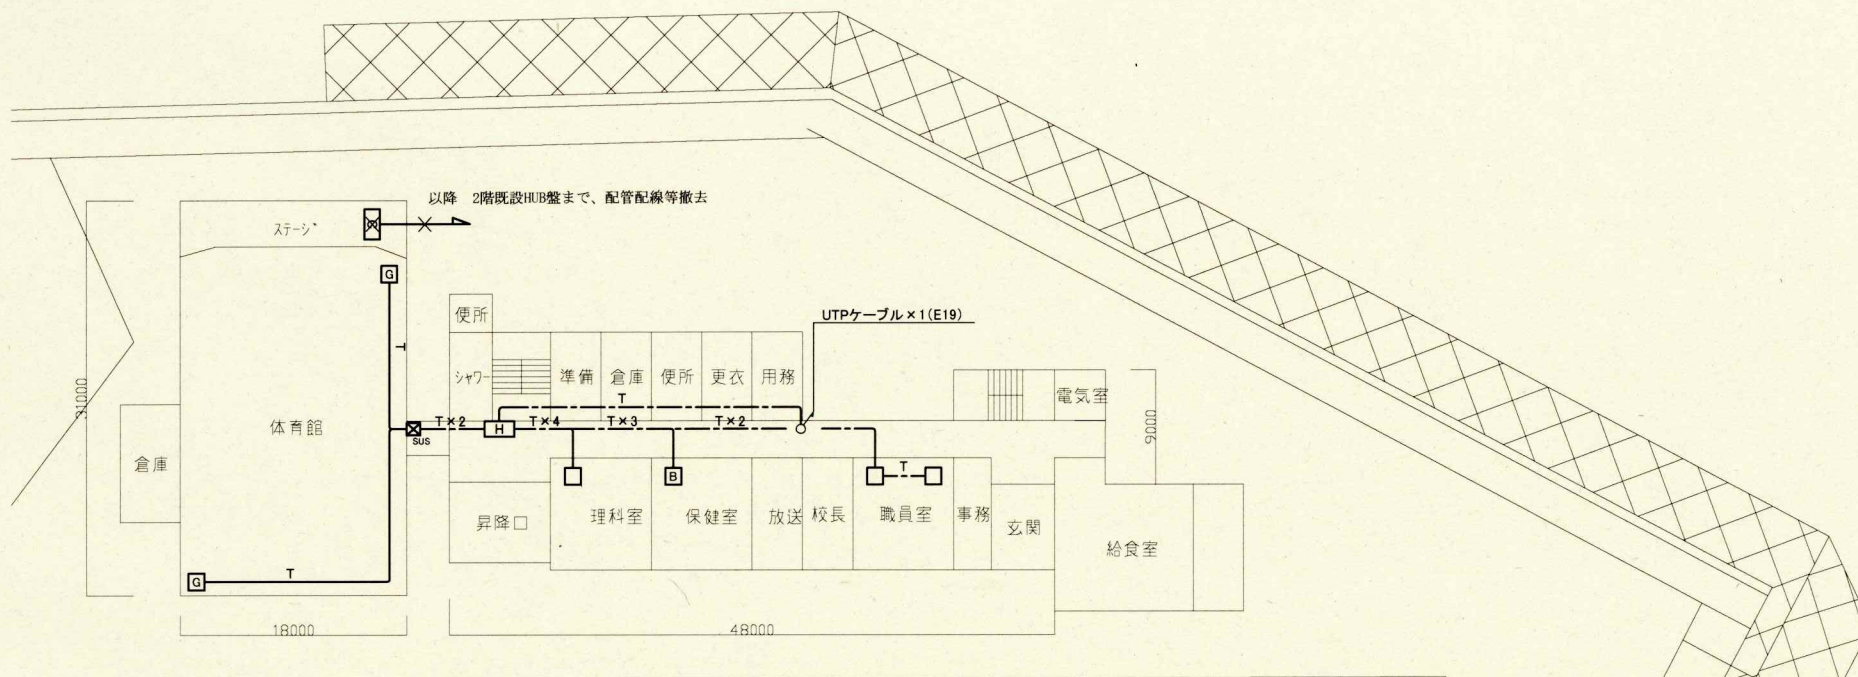 以降 2階既設HUB盤まで、配管配線等撤去
ステージ
G
便所
UTPケーブル×1(E19)
T
シャワー
準備
倉庫
便所
更衣
用務
電気室
31000
体育館
T
T×2
H
T×4
T×3
T×2
SUS
9000
倉庫
B
T
昇降口
理科室
保健室
放送
校長
職員室
事務
玄関
給食室
G
T
18000
48000